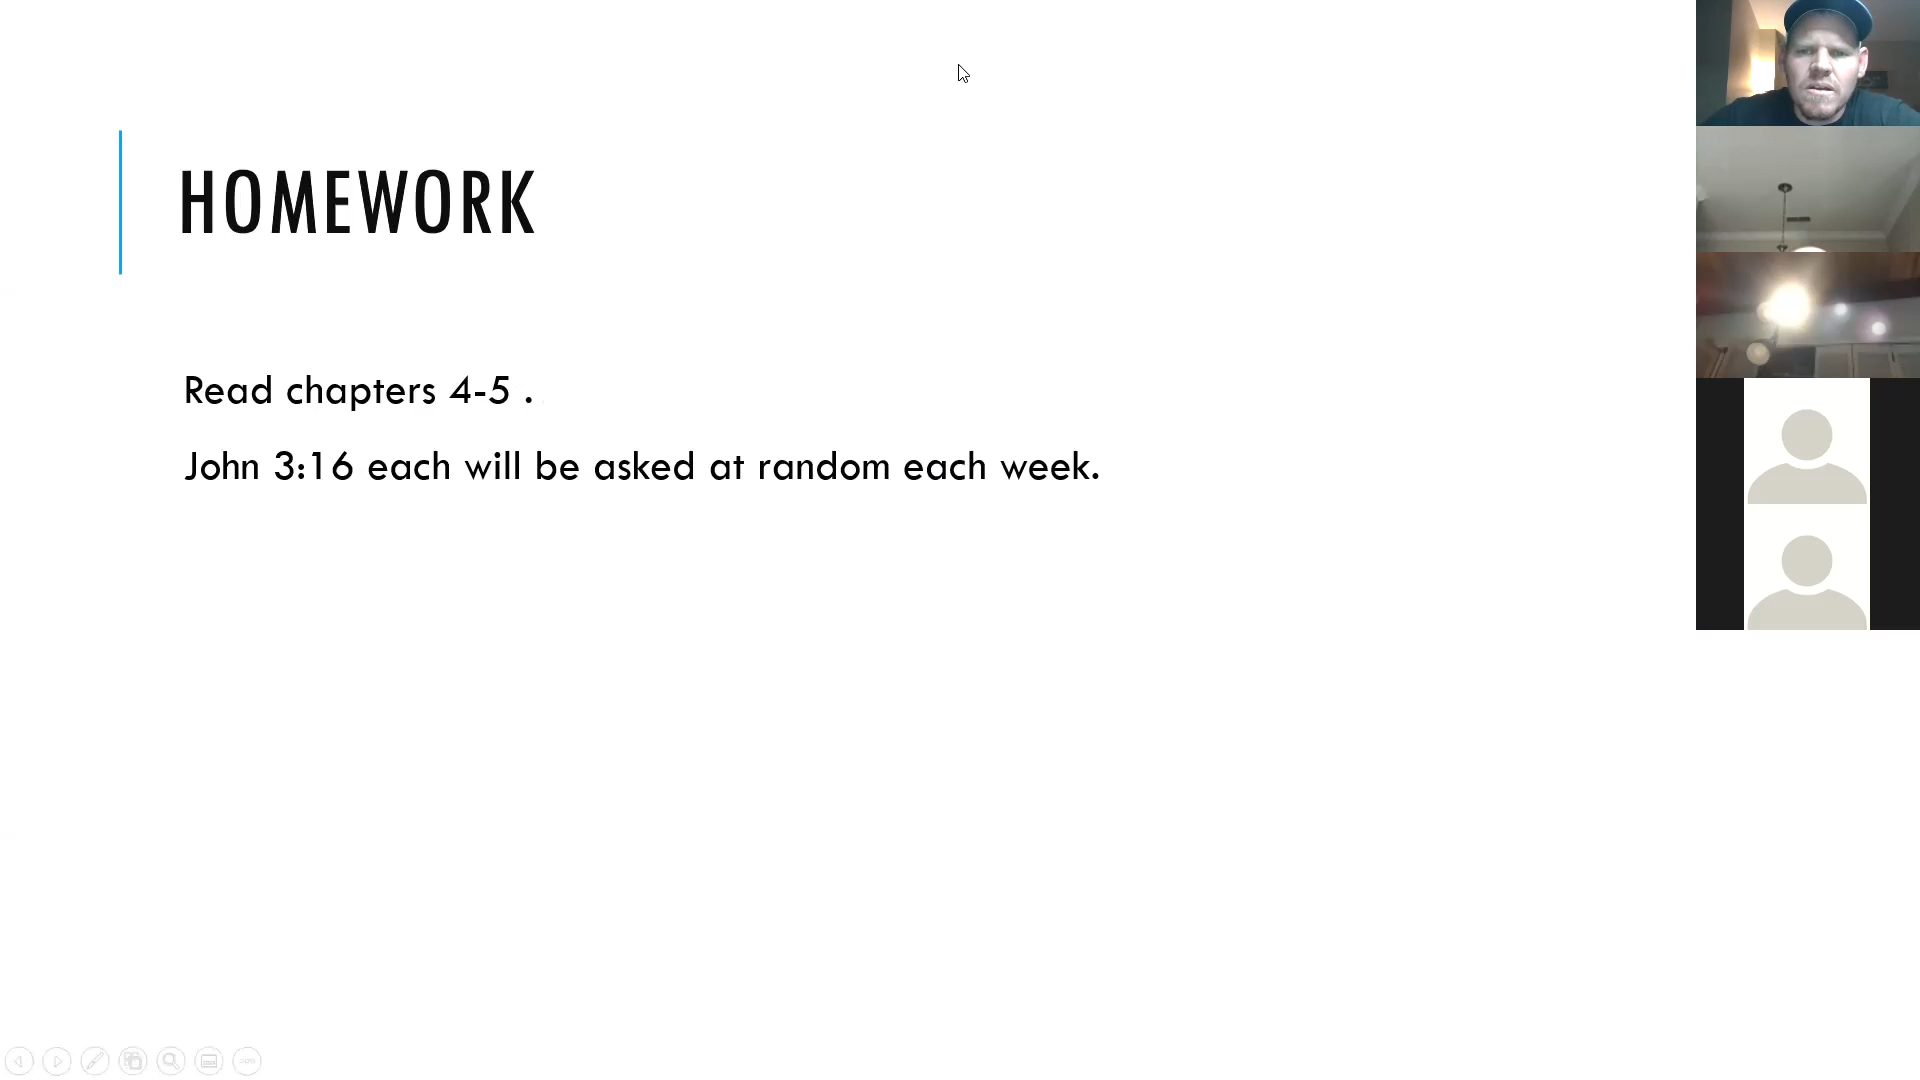 HOMEWORK
Read chapters 4-5 .
John 3:16 each will be asked at random each week.